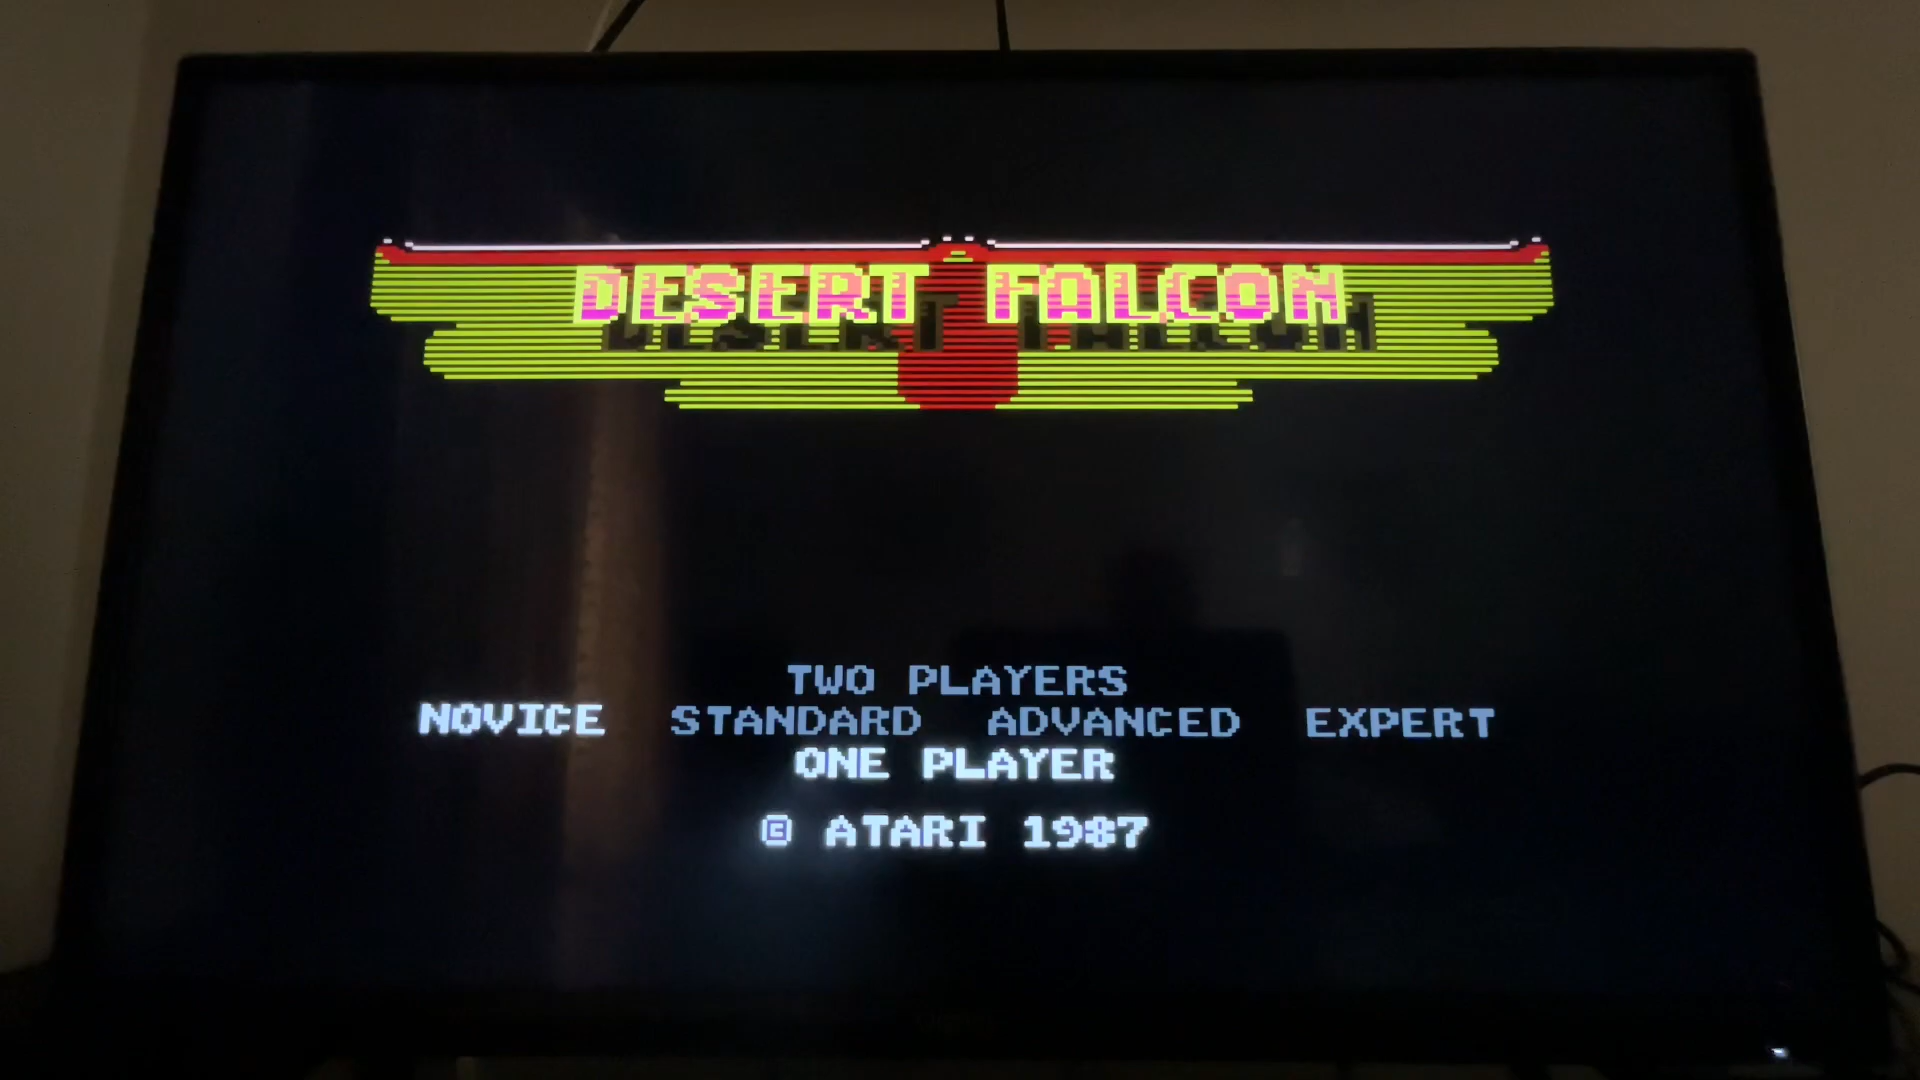 DESERT FALCON
TWO PLAYERS
NOVICE STANDARD ADVANCED EXPERT
ONE PLAYER
© ATARI 1987